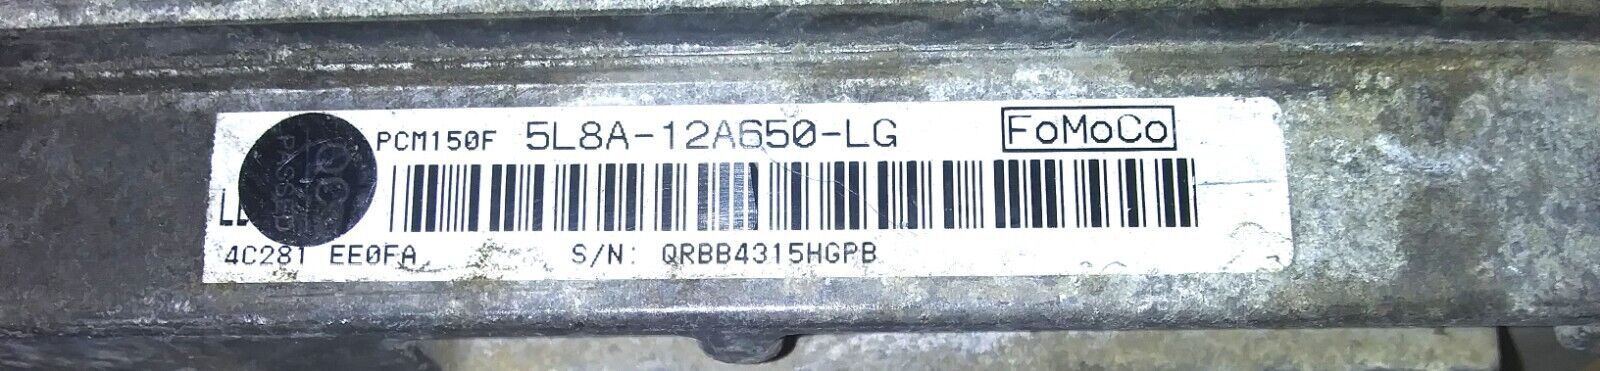 PCM150F 5L8A-12A650-LG FoMoCo
4C281 EE0FA S/N: QRBB4315HGPB